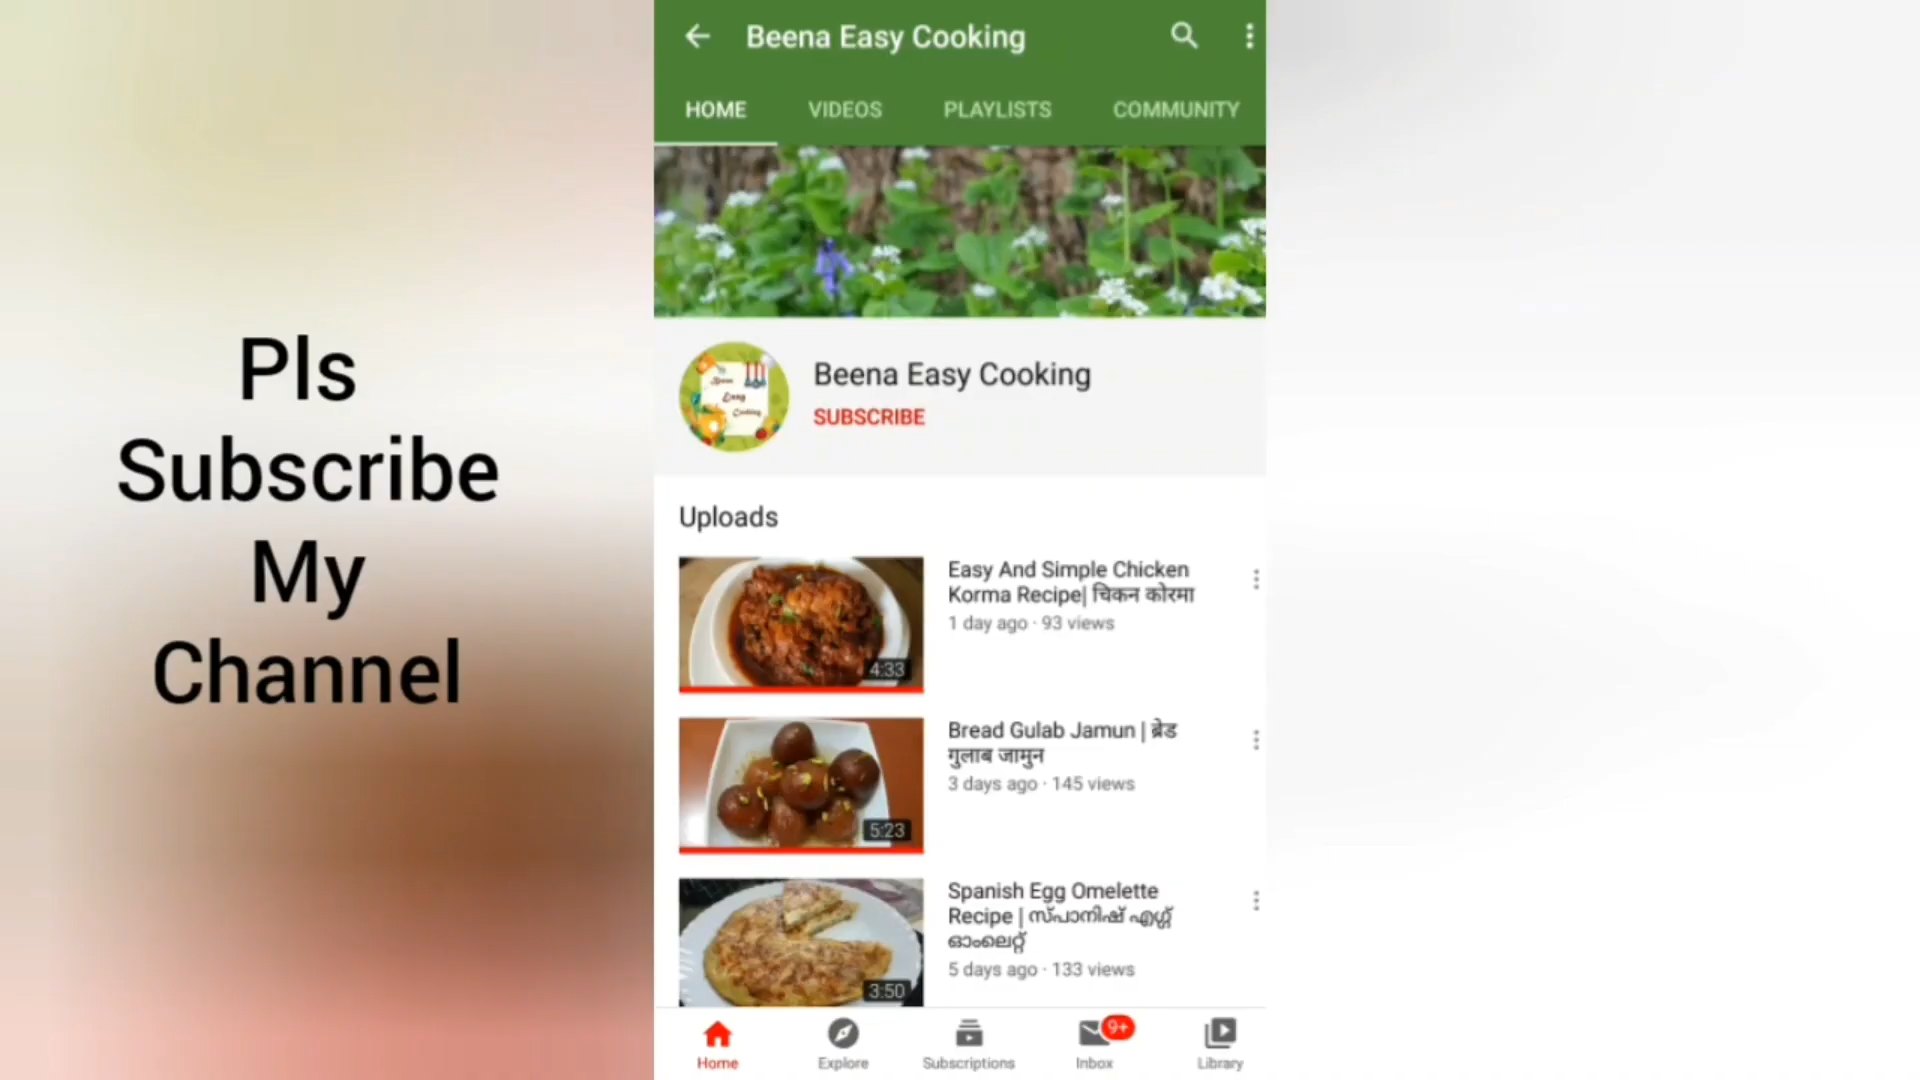 Pls
Subscribe
My
Channel
Beena Easy Cooking
HOME VIDEOS PLAYLISTS COMMUNITY
Beena
Easy
Cooking
Beena Easy Cooking
SUBSCRIBE
Uploads
4:33
Easy And Simple Chicken
Korma Recipe| चिकन कोरमा
1 day ago · 93 views
5:23
Bread Gulab Jamun | ब्रेड
गुलाब जामुन
3 days ago · 145 views
3:50
Spanish Egg Omelette
Recipe | സ്പാനിഷ് എഗ്ഗ്
ഓംലെറ്റ്
5 days ago · 133 views
9+
Home Explore Subscriptions Inbox Library